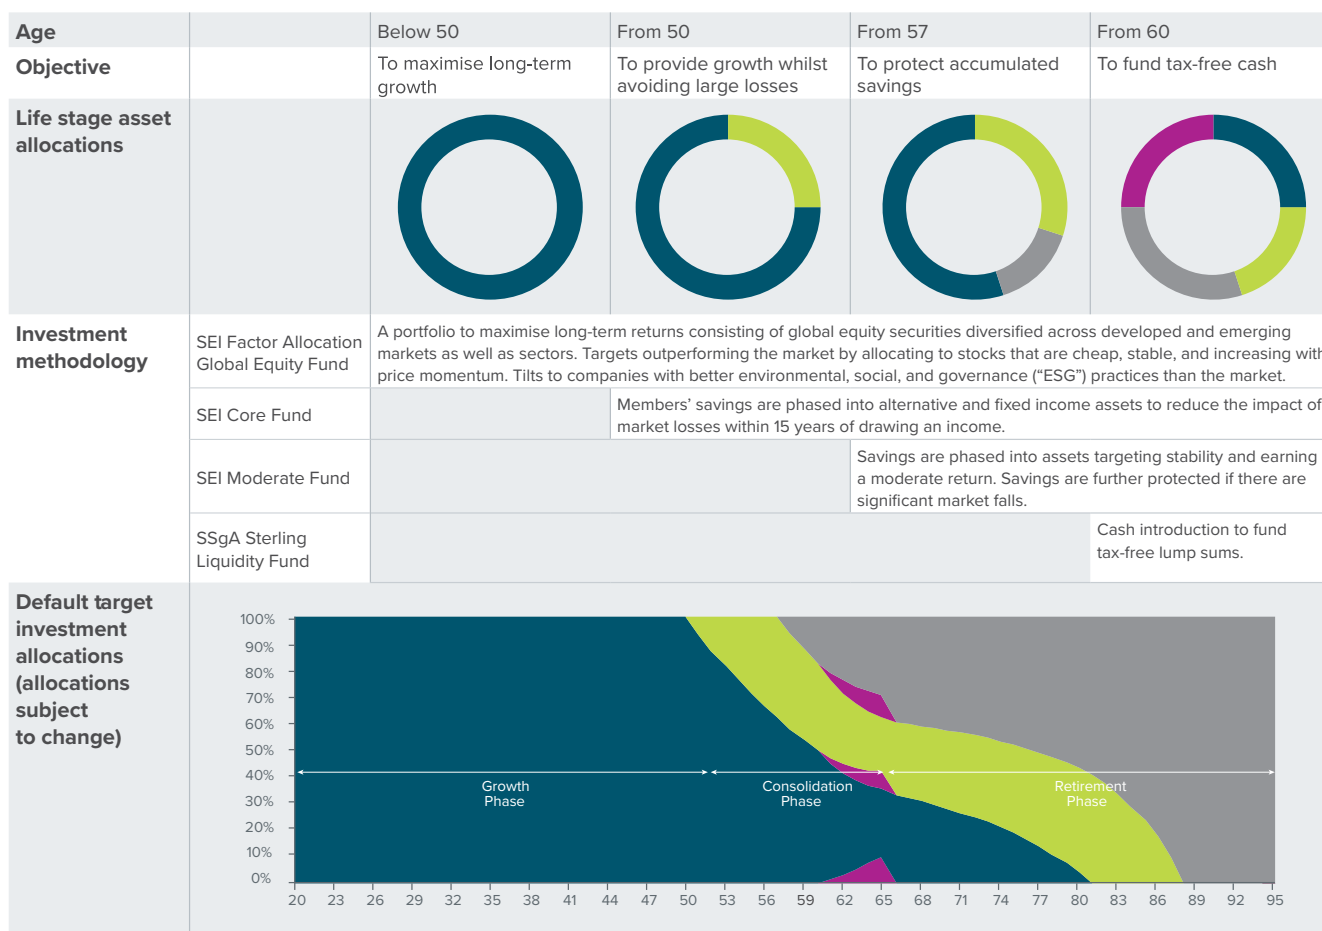 Age
Below 50
From 50
From 57
From 60
Objective
To maximise long-term
growth
To provide growth whilst
avoiding large losses
To protect accumulated
savings
To fund tax-free cash
Life stage asset
allocations
Investment
methodology
SEI Factor Allocation
Global Equity Fund
A portfolio to maximise long-term returns consisting of global equity securities diversified across developed and emerging
markets as well as sectors. Targets outperforming the market by allocating to stocks that are cheap, stable, and increasing with
price momentum. Tilts to companies with better environmental, social, and governance (“ESG”) practices than the market.
SEI Core Fund
Members’ savings are phased into alternative and fixed income assets to reduce the impact of
market losses within 15 years of drawing an income.
SEI Moderate Fund
Savings are phased into assets targeting stability and earning
a moderate return. Savings are further protected if there are
significant market falls.
SSgA Sterling
Liquidity Fund
Cash introduction to fund
tax-free lump sums.
Default target
investment
allocations
(allocations
subject
to change)
100%
90%
80%
70%
60%
50%
40%
30%
20%
10%
0%
Growth
Phase
Consolidation
Phase
Retirement
Phase
20 23 26 29 32 35 38 41 44 47 50 53 56 59 62 65 68 71 74 77 80 83 86 89 92 95